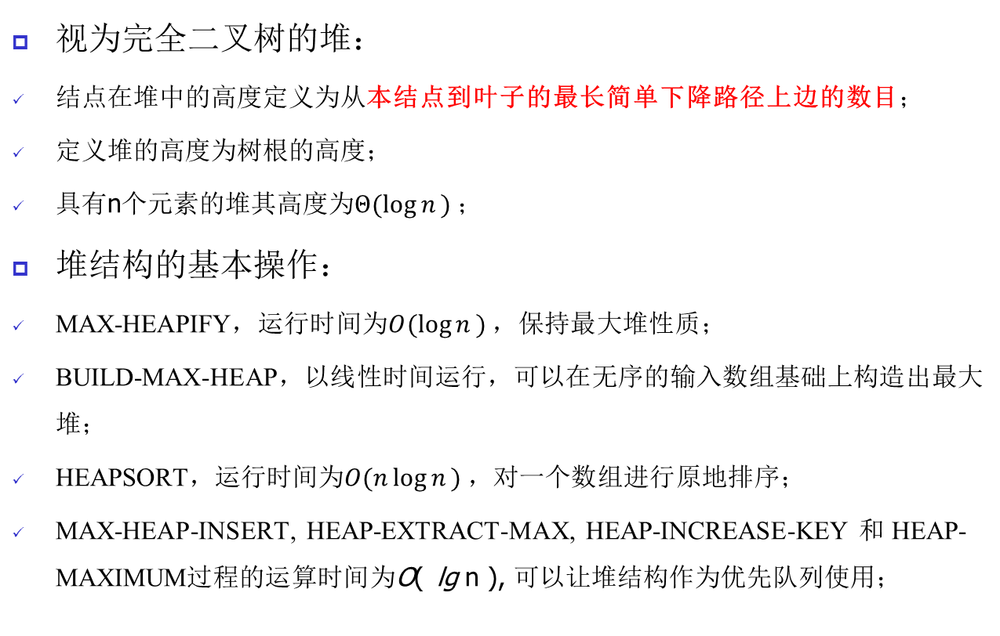 视为完全二叉树的堆：
结点在堆中的高度定义为从本结点到叶子的最长简单下降路径上边的数目；
定义堆的高度为树根的高度；
具有n个元素的堆其高度为Θ(log n)；
堆结构的基本操作：
MAX-HEAPIFY，运行时间为O(log n)，保持最大堆性质；
BUILD-MAX-HEAP，以线性时间运行，可以在无序的输入数组基础上构造出最大
堆；
HEAPSORT，运行时间为O(n log n)，对一个数组进行原地排序；
MAX-HEAP-INSERT, HEAP-EXTRACT-MAX, HEAP-INCREASE-KEY 和 HEAP-
MAXIMUM过程的运算时间为O( lg n ), 可以让堆结构作为优先队列使用；